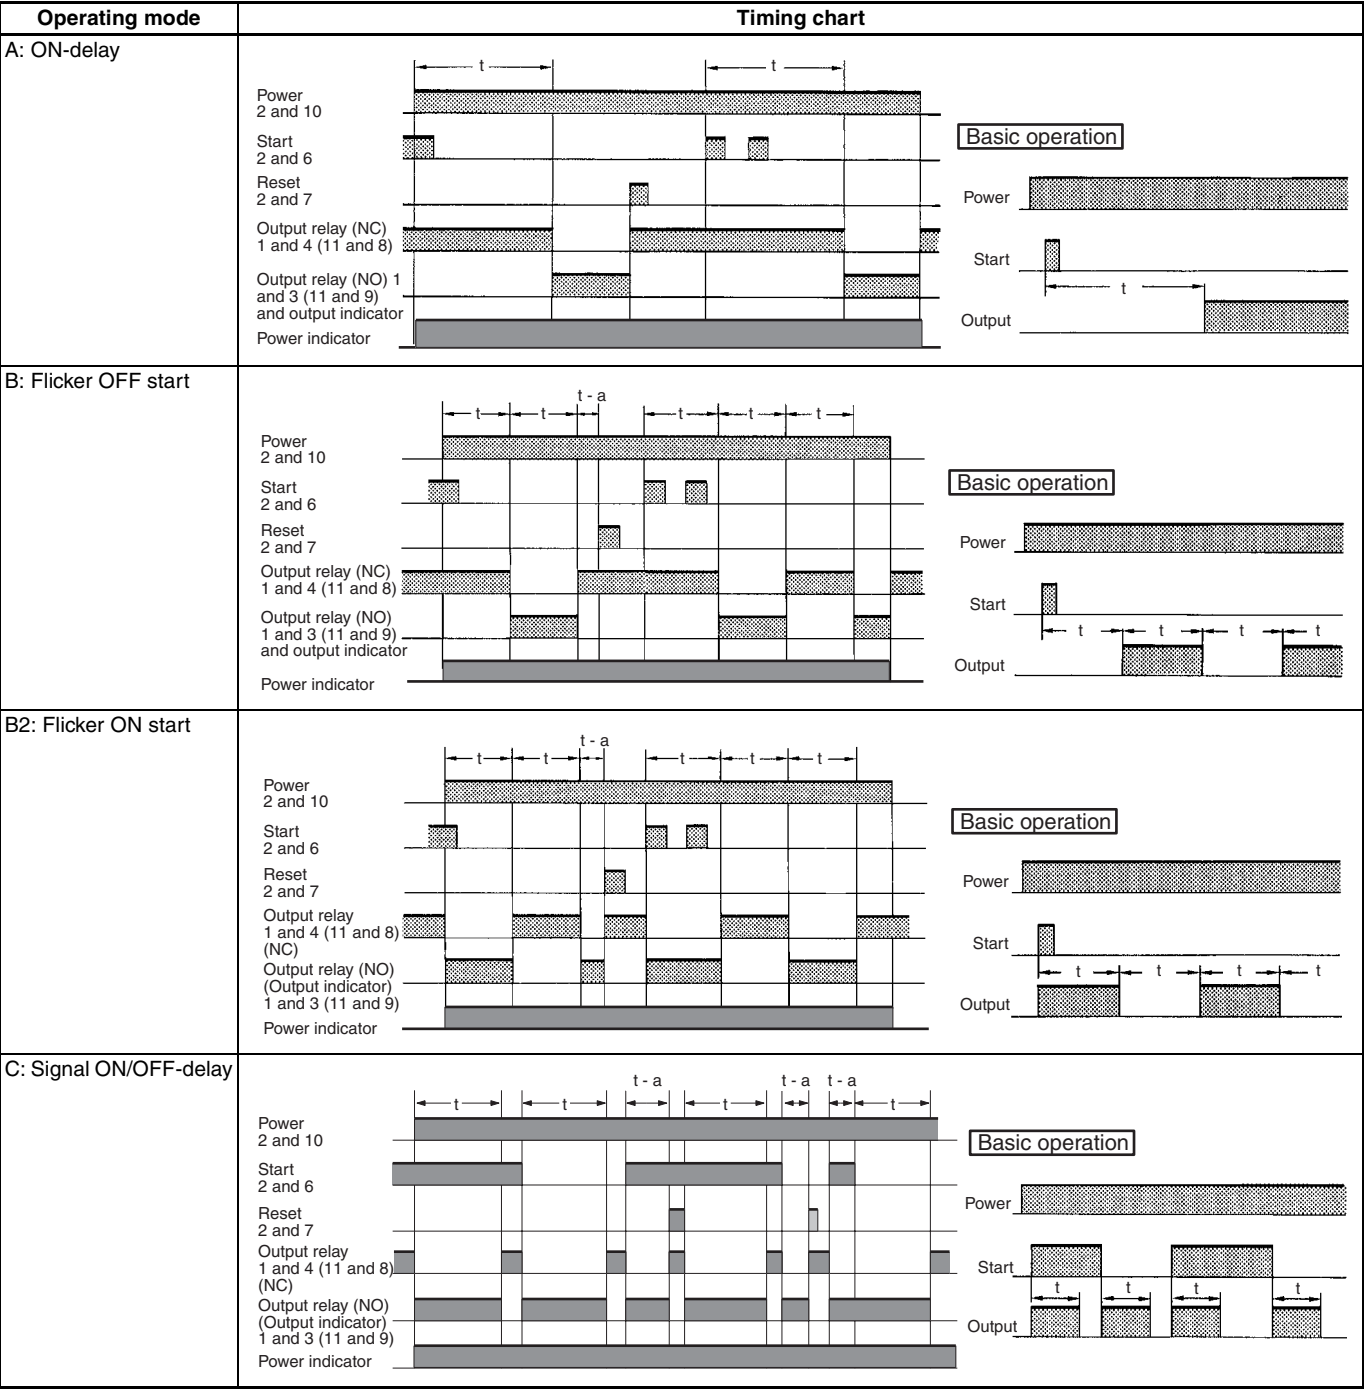 Operating mode
Timing chart
A: ON-delay
t
t
Power
2 and 10
Start
2 and 6
Reset
2 and 7
Output relay (NC)
1 and 4 (11 and 8)
Output relay (NO) 1
and 3 (11 and 9)
and output indicator
Power indicator
Basic operation
Power
Start
t
Output
B: Flicker OFF start
t - a
t
t
t
t
t
Power
2 and 10
Start
2 and 6
Reset
2 and 7
Output relay (NC)
1 and 4 (11 and 8)
Output relay (NO)
1 and 3 (11 and 9)
and output indicator
Power indicator
Basic operation
Power
Start
t
t
t
t
Output
B2: Flicker ON start
t - a
t
t
t
t
t
Power
2 and 10
Start
2 and 6
Reset
2 and 7
Output relay
1 and 4 (11 and 8)
(NC)
Output relay (NO)
(Output indicator)
1 and 3 (11 and 9)
Power indicator
Basic operation
Power
Start
t
t
t
t
Output
C: Signal ON/OFF-delay
t - a
t - a
t - a
t
t
t
t
Power
2 and 10
Start
2 and 6
Reset
2 and 7
Output relay
1 and 4 (11 and 8)
(NC)
Output relay (NO)
(Output indicator)
1 and 3 (11 and 9)
Power indicator
Basic operation
Power
Start
t
t
t
t
Output